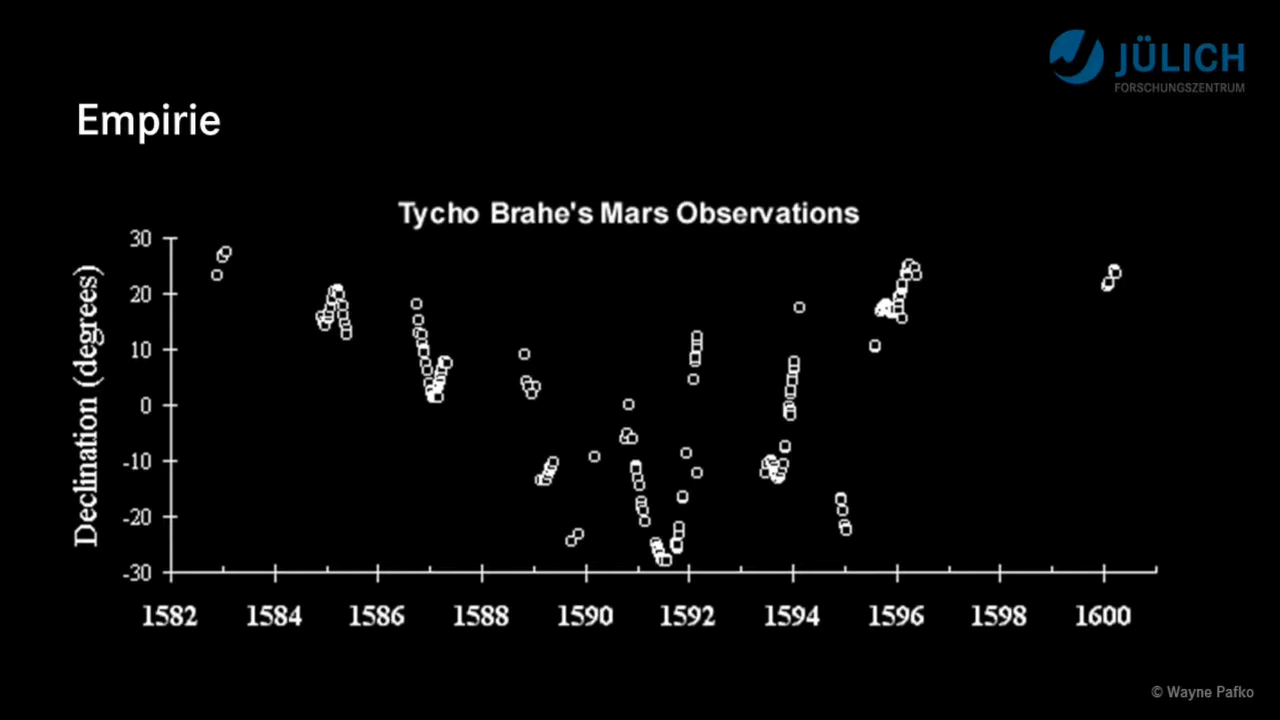 JÜLICH
FORSCHUNGSZENTRUM
Empirie
Tycho Brahe's Mars Observations
Declination (degrees)
30
20
10
0
-10
-20
-30
1582 1584 1586 1588 1590 1592 1594 1596 1598 1600
© Wayne Pafko